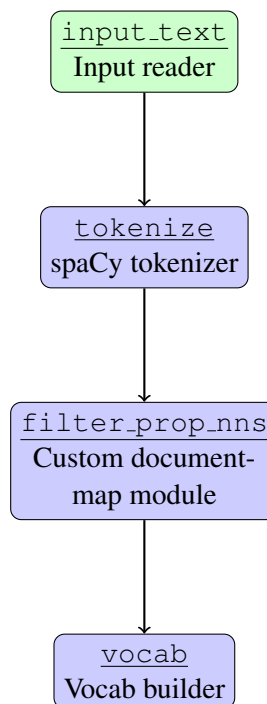 input_text
Input reader
tokenize
spaCy tokenizer
filter_prop_nns
Custom document-
map module
vocab
Vocab builder